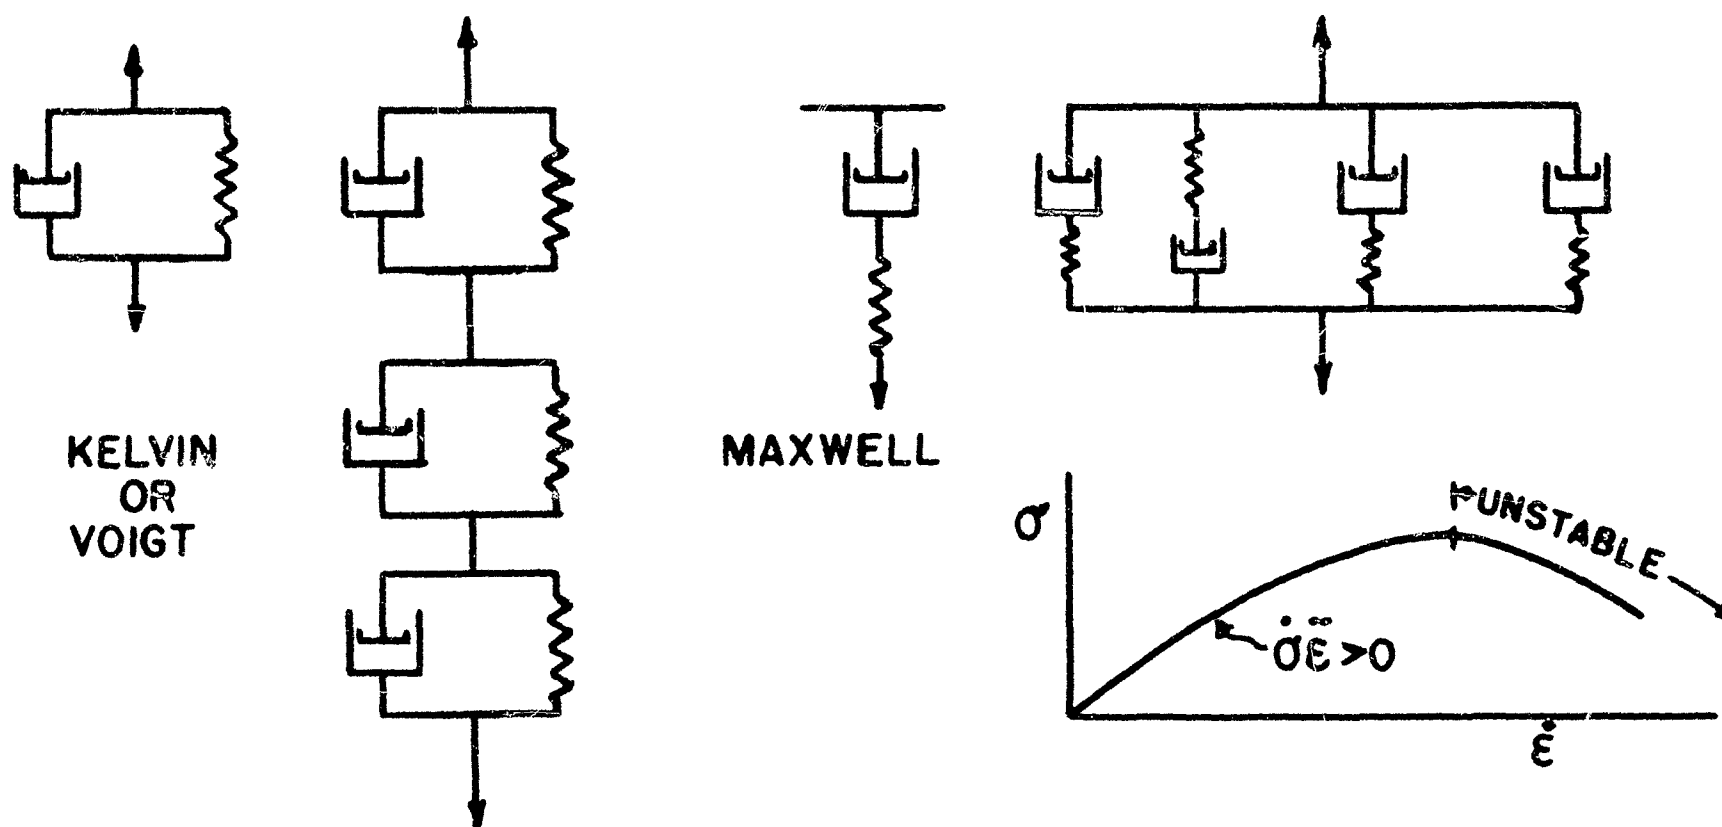 KELVIN
OR
VOIGT
MAXWELL
σ
UNSTABLE
σ̇ ε̈ >0
ε̇